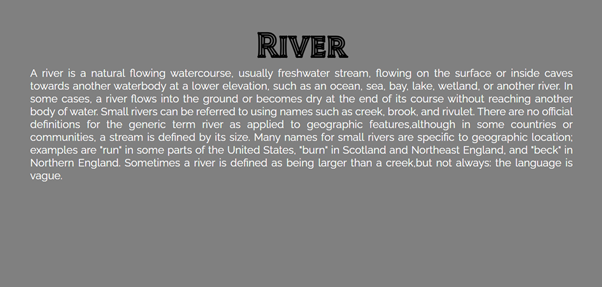 River
A river is a natural flowing watercourse, usually freshwater stream, flowing on the surface or inside caves
towards another waterbody at a lower elevation, such as an ocean, sea, bay, lake, wetland, or another river. In
some cases, a river flows into the ground or becomes dry at the end of its course without reaching another
body of water. Small rivers can be referred to using names such as creek, brook, and rivulet. There are no official
definitions for the generic term river as applied to geographic features,although in some countries or
communities, a stream is defined by its size. Many names for small rivers are specific to geographic location;
examples are "run" in some parts of the United States, "burn" in Scotland and Northeast England, and "beck" in
Northern England. Sometimes a river is defined as being larger than a creek,but not always: the language is
vague.